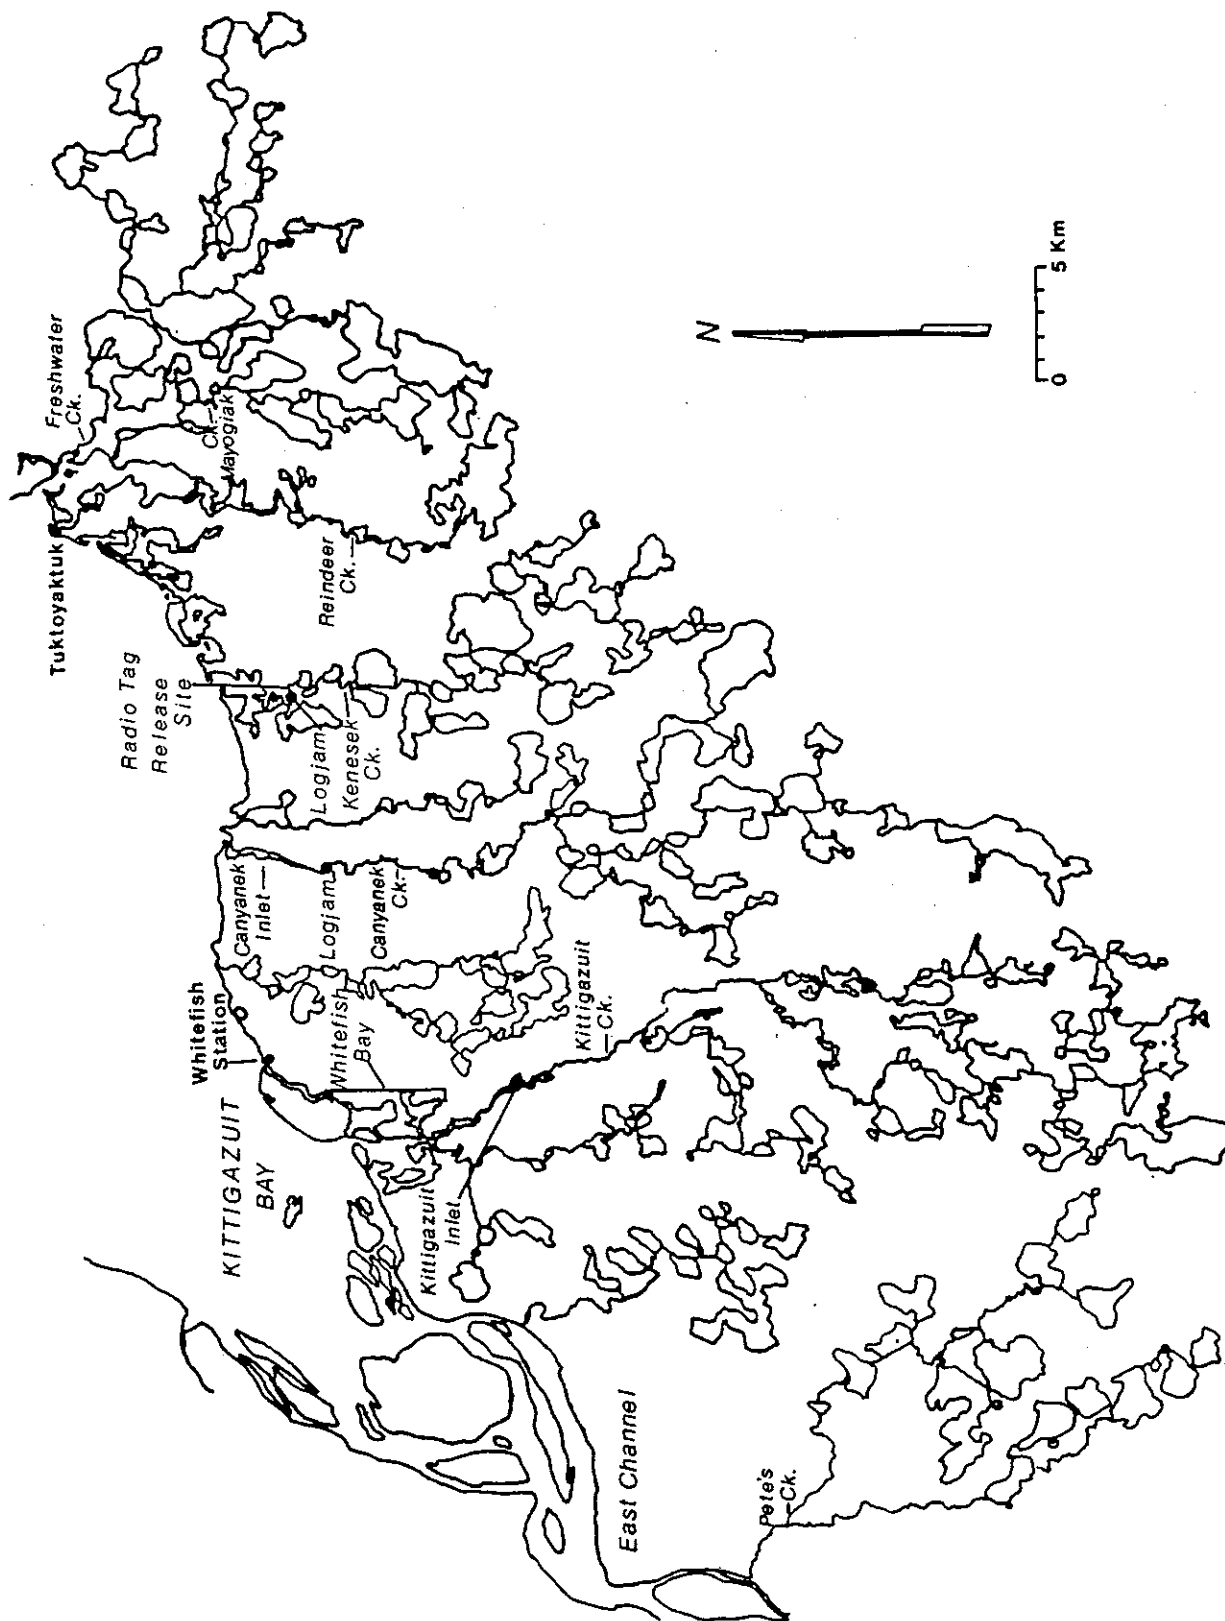 Tuktoyaktuk
Freshwater
Ck.
Ck.
Mayogiak
Reindeer
Ck.
Radio Tag
Release
Site
Logjam
Kenesek
Ck.
Canyanek
Inlet
Logjam
Canyanek
Ck.
Whitefish
Station
Whitefish
Bay
KITTIGAZUIT
BAY
Kittigazuit
Ck.
Kittigazuit
Inlet
East Channel
Pete's
Ck.
N
0
5 Km